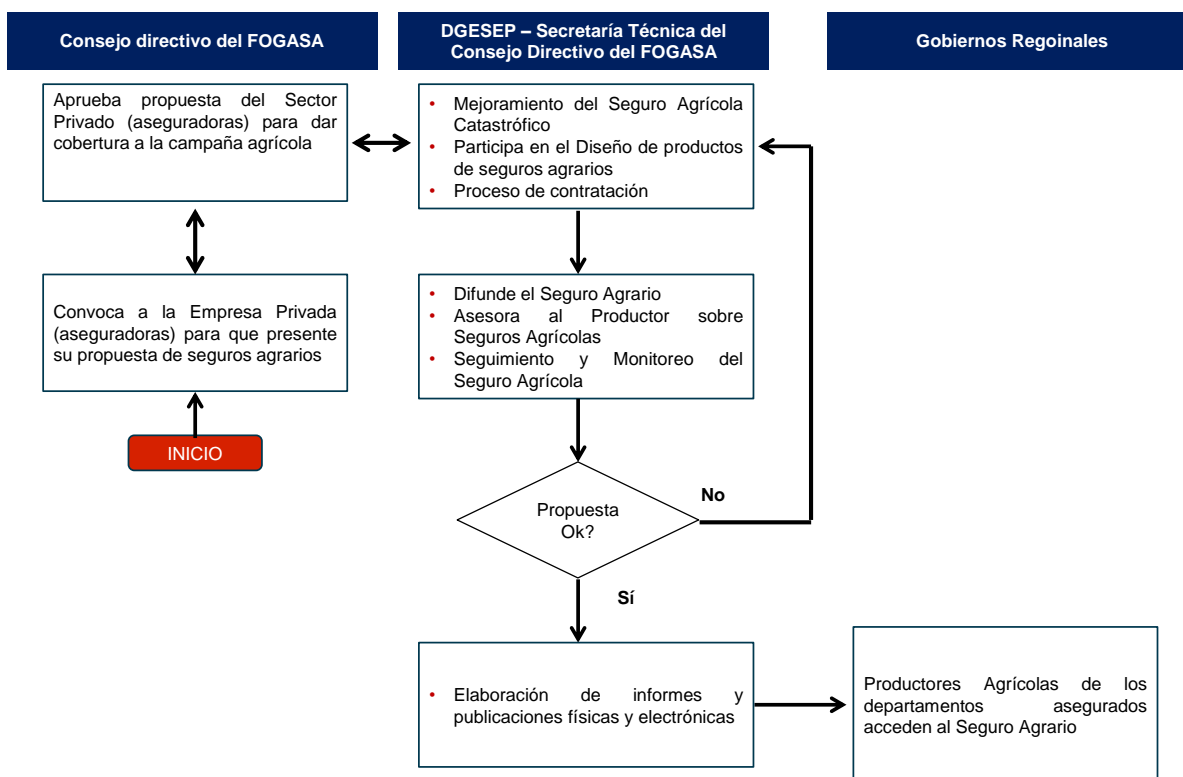 Consejo directivo del FOGASA
DGESEP – Secretaría Técnica del
Consejo Directivo del FOGASA
Gobiernos Regoinales
Aprueba propuesta del Sector
Privado (aseguradoras) para dar
cobertura a la campaña agrícola
• Mejoramiento del Seguro Agrícola
Catastrófico
• Participa en el Diseño de productos
de seguros agrarios
• Proceso de contratación
Convoca a la Empresa Privada
(aseguradoras) para que presente
su propuesta de seguros agrarios
• Difunde el Seguro Agrario
• Asesora al Productor sobre
Seguros Agrícolas
• Seguimiento y Monitoreo del
Seguro Agrícola
INICIO
Propuesta
Ok?
No
Sí
• Elaboración de informes y
publicaciones físicas y electrónicas
Productores Agrícolas de los
departamentos asegurados
acceden al Seguro Agrario